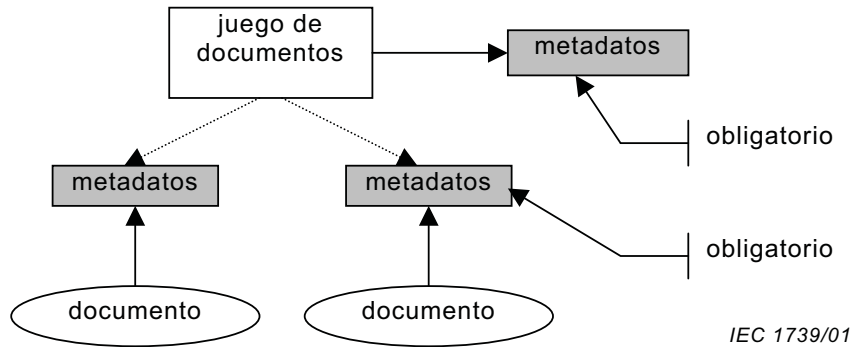 juego de
documentos
metadatos
obligatorio
metadatos
metadatos
obligatorio
documento
documento
IEC 1739/01